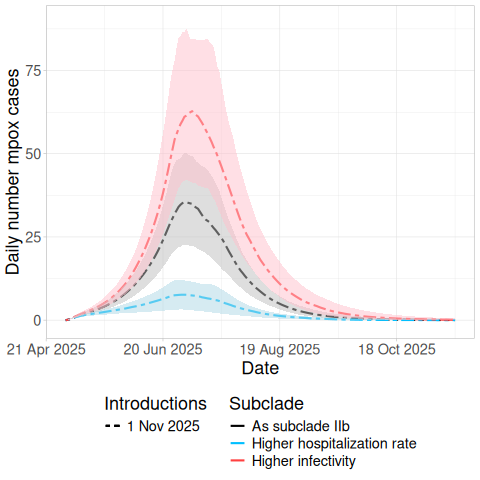 Daily number mpox cases
75
50
25
0
21 Apr 2025 20 Jun 2025 19 Aug 2025 18 Oct 2025
Date
Introductions
1 Nov 2025
Subclade
As subclade IIb
Higher hospitalization rate
Higher infectivity